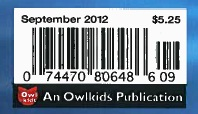 September 2012 $5.25
0 74470 80648 6 09
Owl kids An Owlkids Publication